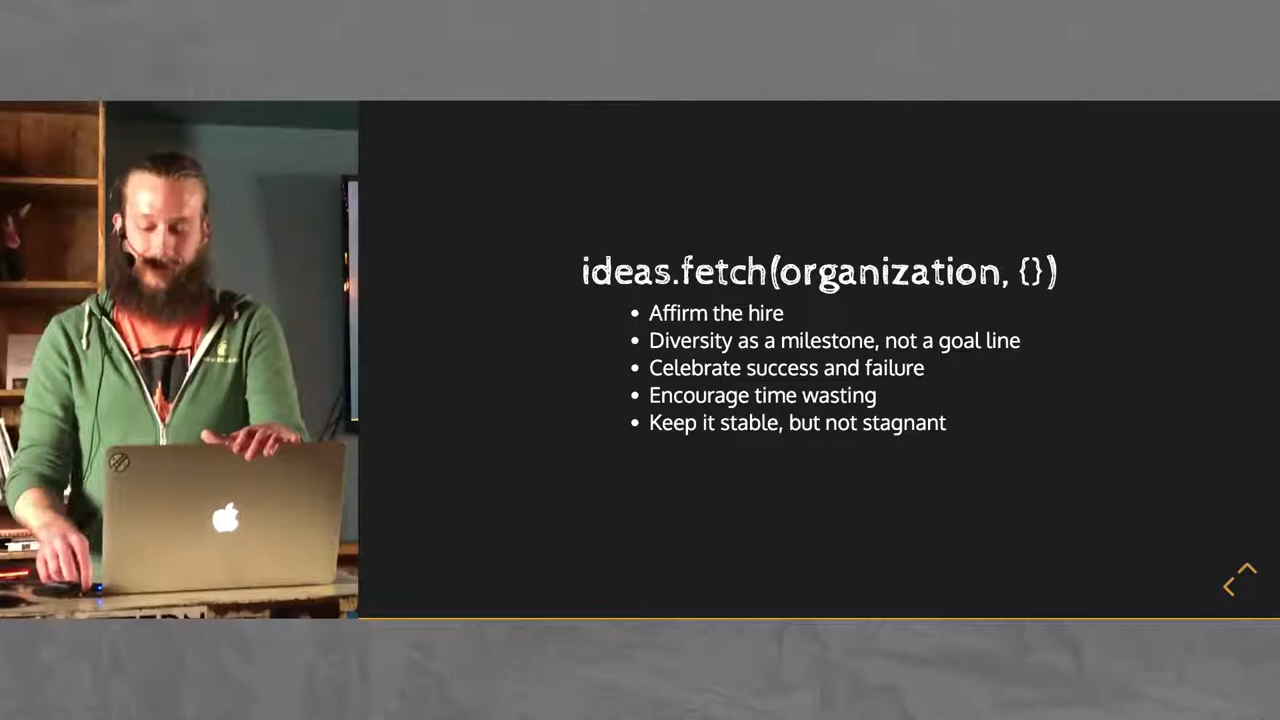 ideas.fetch(organization, {})
Affirm the hire
Diversity as a milestone, not a goal line
Celebrate success and failure
Encourage time wasting
Keep it stable, but not stagnant